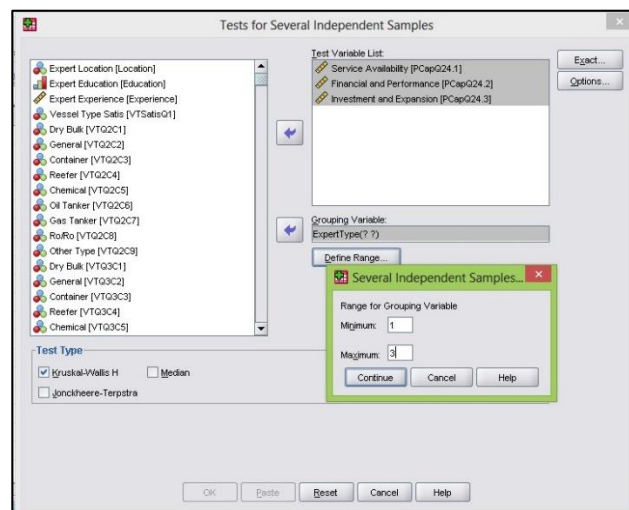 Tests for Several Independent Samples
Expert Location [Location]
Expert Education [Education]
Expert Experience [Experience]
Vessel Type Satis [VTSatisQ1]
Dry Bulk [VTQ2C1]
General [VTQ2C2]
Container [VTQ2C3]
Reefer [VTQ2C4]
Chemical [VTQ2C5]
Oil Tanker [VTQ2C6]
Gas Tanker [VTQ2C7]
Ro/Ro [VTQ2C8]
Other Type [VTQ2C9]
Dry Bulk [VTQ3C1]
General [VTQ3C2]
Container [VTQ3C3]
Reefer [VTQ3C4]
Chemical [VTQ3C5]
Test Variable List:
Service Availability [PCapQ24.1]
Financial and Performance [PCapQ24.2]
Investment and Expansion [PCapQ24.3]
Exact...
Options...
Grouping Variable:
ExpertType(? ?)
Define Range...
Several Independent Samples...
Range for Grouping Variable
Minimum: 1
Maximum: 3
Continue Cancel Help
Test Type
Kruskal-Wallis H Median
Jonckheere-Terpstra
OK Paste Reset Cancel Help